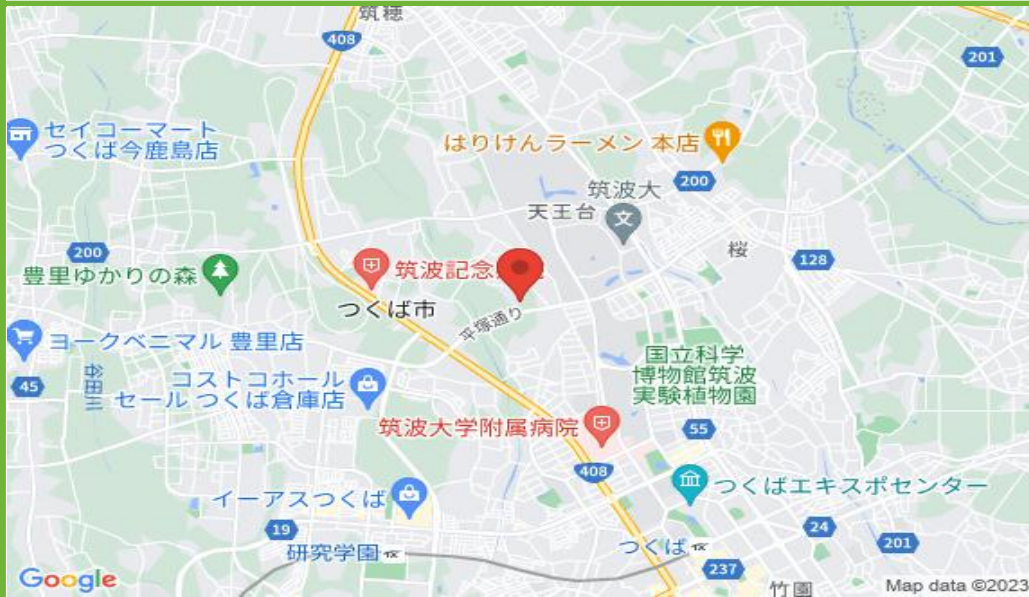 筑穂
408
201
セイコーマート
つくば今鹿島店
はりけんラーメン 本店
200
筑波大
天王台
桜
200
豊里ゆかりの森
筑波記念
128
つくば市
平塚通り
ヨークベニマル 豊里店
国立科学
博物館筑波
実験植物園
45
谷田川
コストコホール
セール つくば倉庫店
筑波大学附属病院
55
408
つくばエキスポセンター
イーアスつくば
19
24
研究学園
つくば
201
237
竹園
Google
Map data ©2023